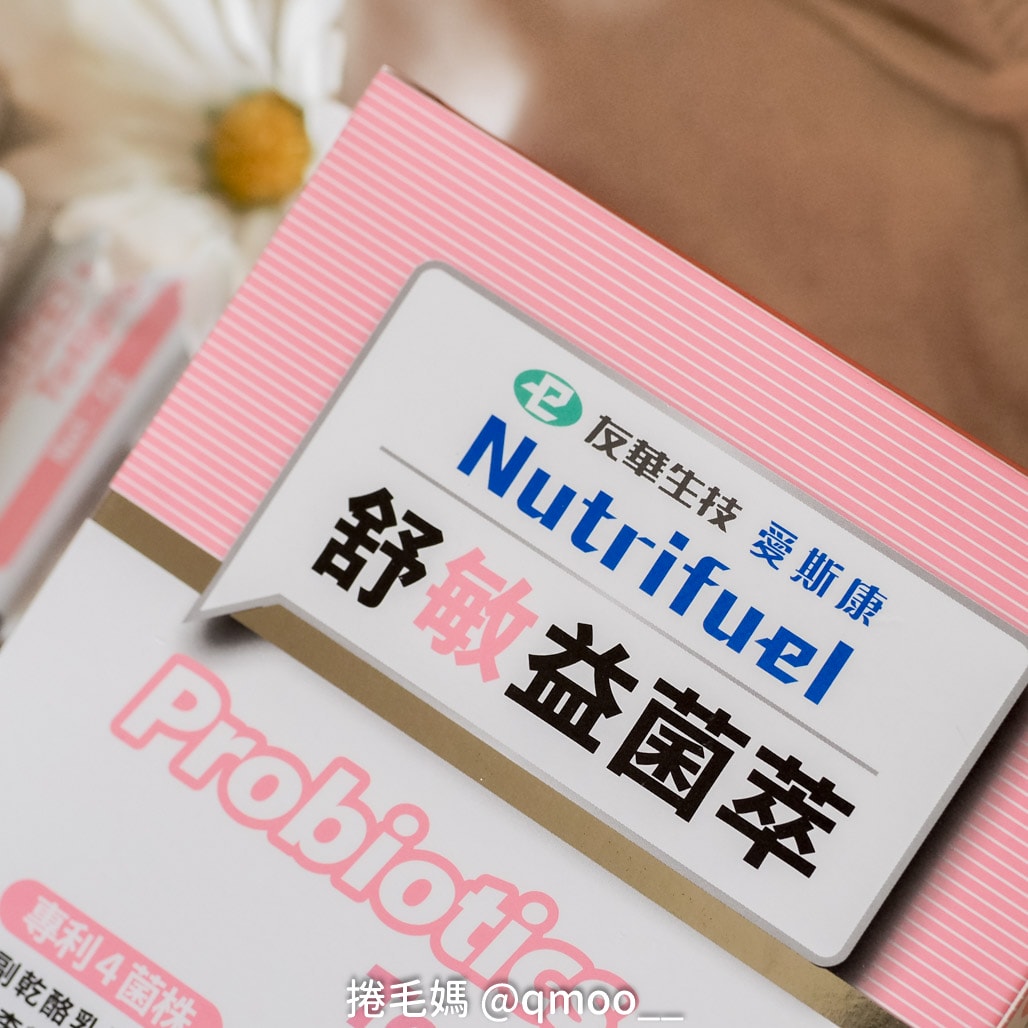 友華生技 愛斯康
Nutrifuel
舒敏益菌萃
Probiotics
專利4菌株
副乾酪乳
捲毛媽 @qmoo__